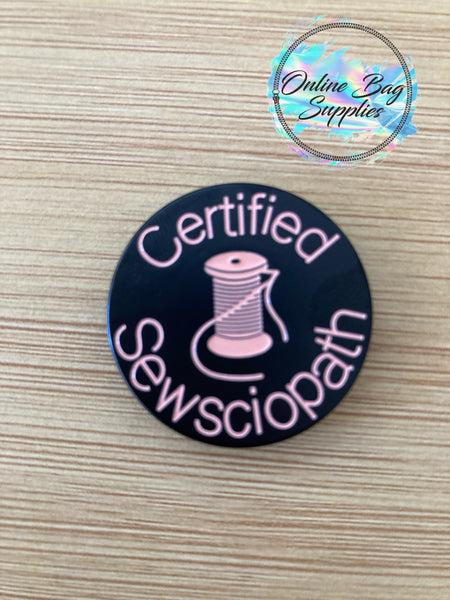 Online Bag
Supplies
Certified
Sewsciopath